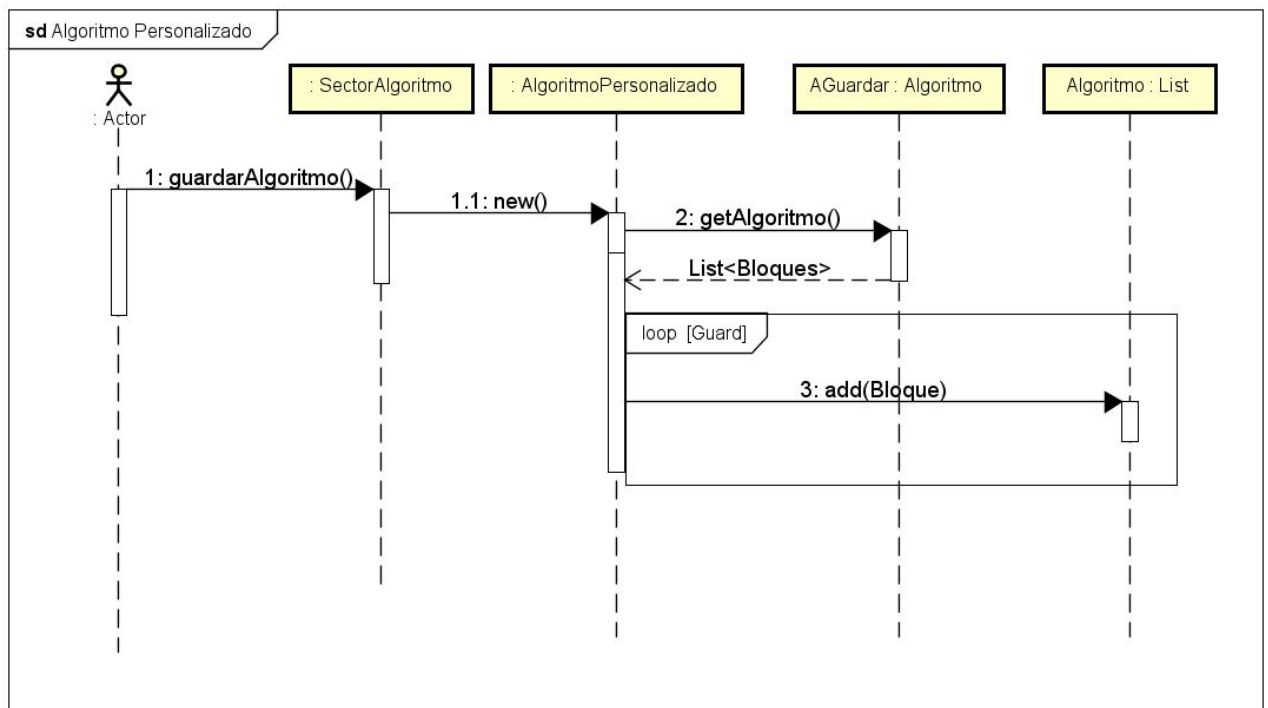 sd Algoritmo Personalizado
: Actor
: SectorAlgoritmo
: AlgoritmoPersonalizado
AGuardar : Algoritmo
Algoritmo : List
1: guardarAlgoritmo()
1.1: new()
2: getAlgoritmo()
List<Bloques>
loop [Guard]
3: add(Bloque)